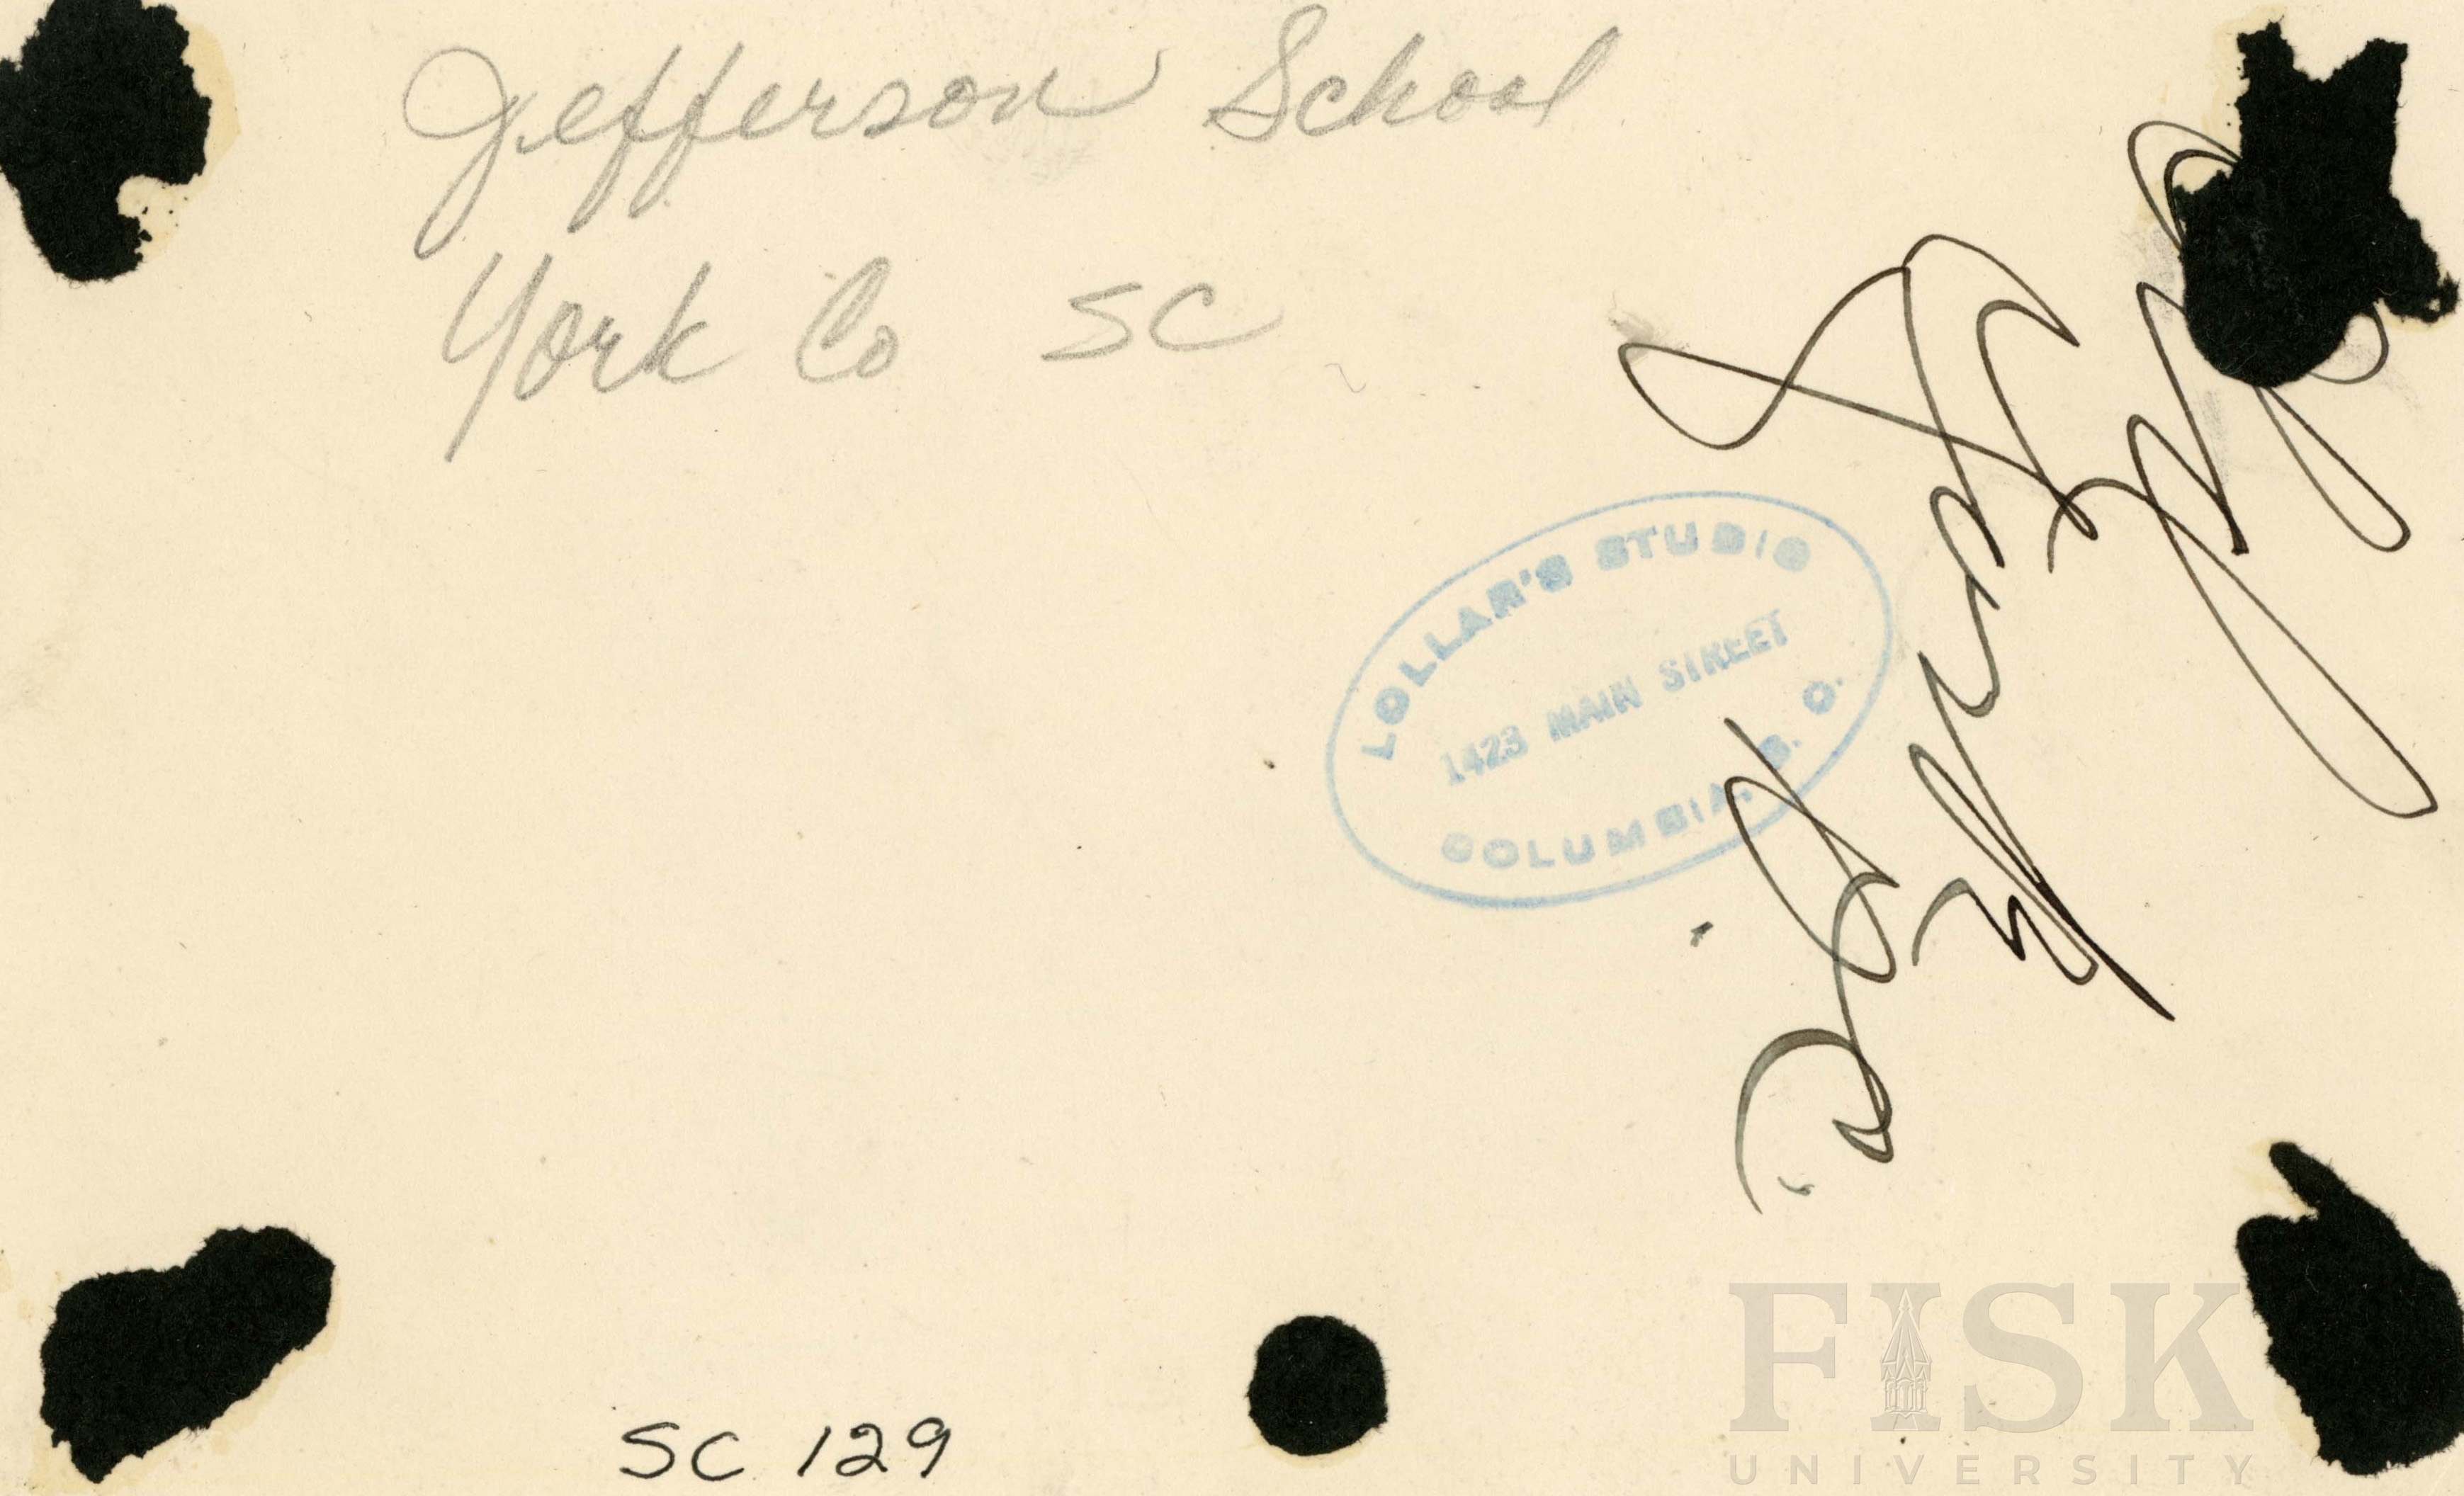 Jefferson School
York Co SC
LOLLAR'S STUDIO
1423 MAIN STREET
COLUMBIA, S. C.
SC 129
FISK
UNIVERSITY